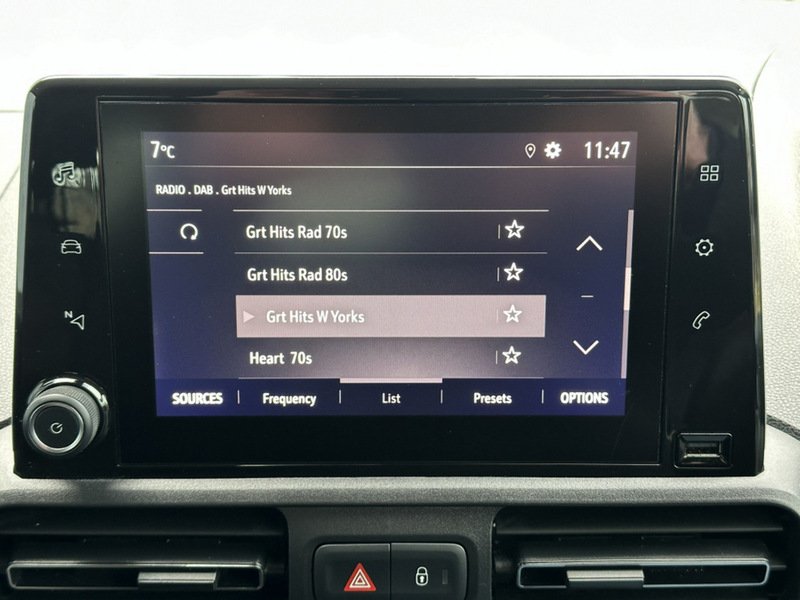 7°C 11:47
RADIO . DAB . Grt Hits W Yorks
Grt Hits Rad 70s
Grt Hits Rad 80s
Grt Hits W Yorks
Heart 70s
SOURCES Frequency List Presets OPTIONS
N